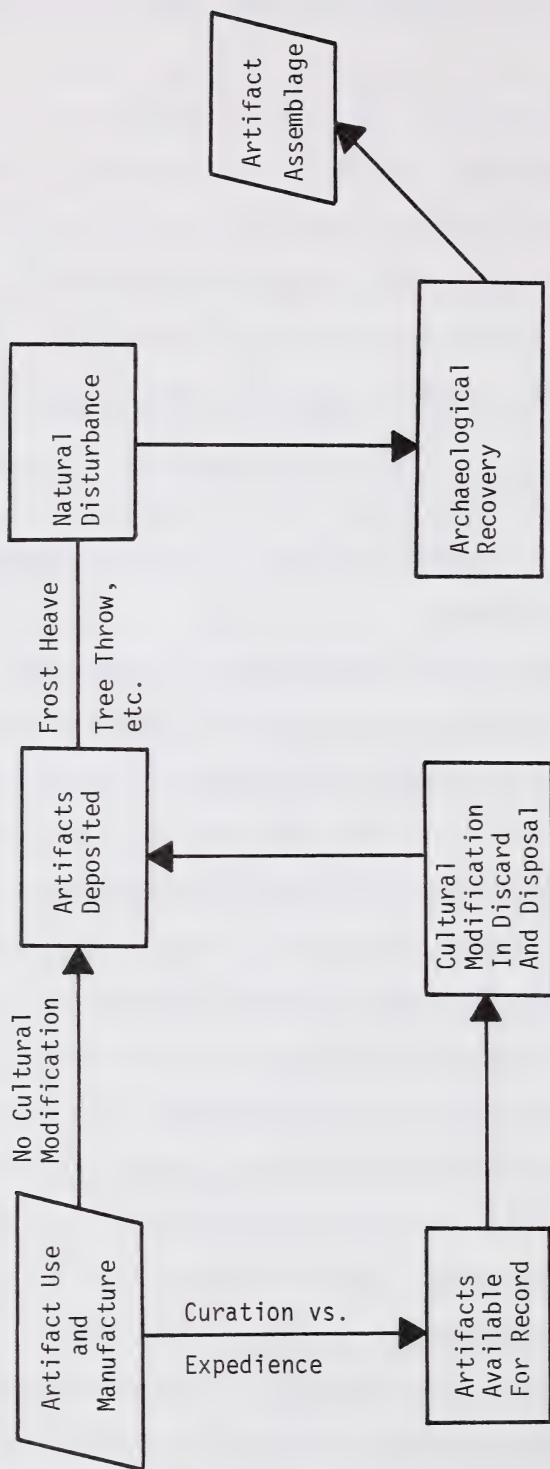 Artifact Use
and
Manufacture
No Cultural
Modification
Artifacts
Deposited
Frost Heave
Tree Throw,
etc.
Natural
Disturbance
Curation vs.
Expedience
Artifacts
Available
For Record
Cultural
Modification
In Discard
And Disposal
Archaeological
Recovery
Artifact
Assemblage